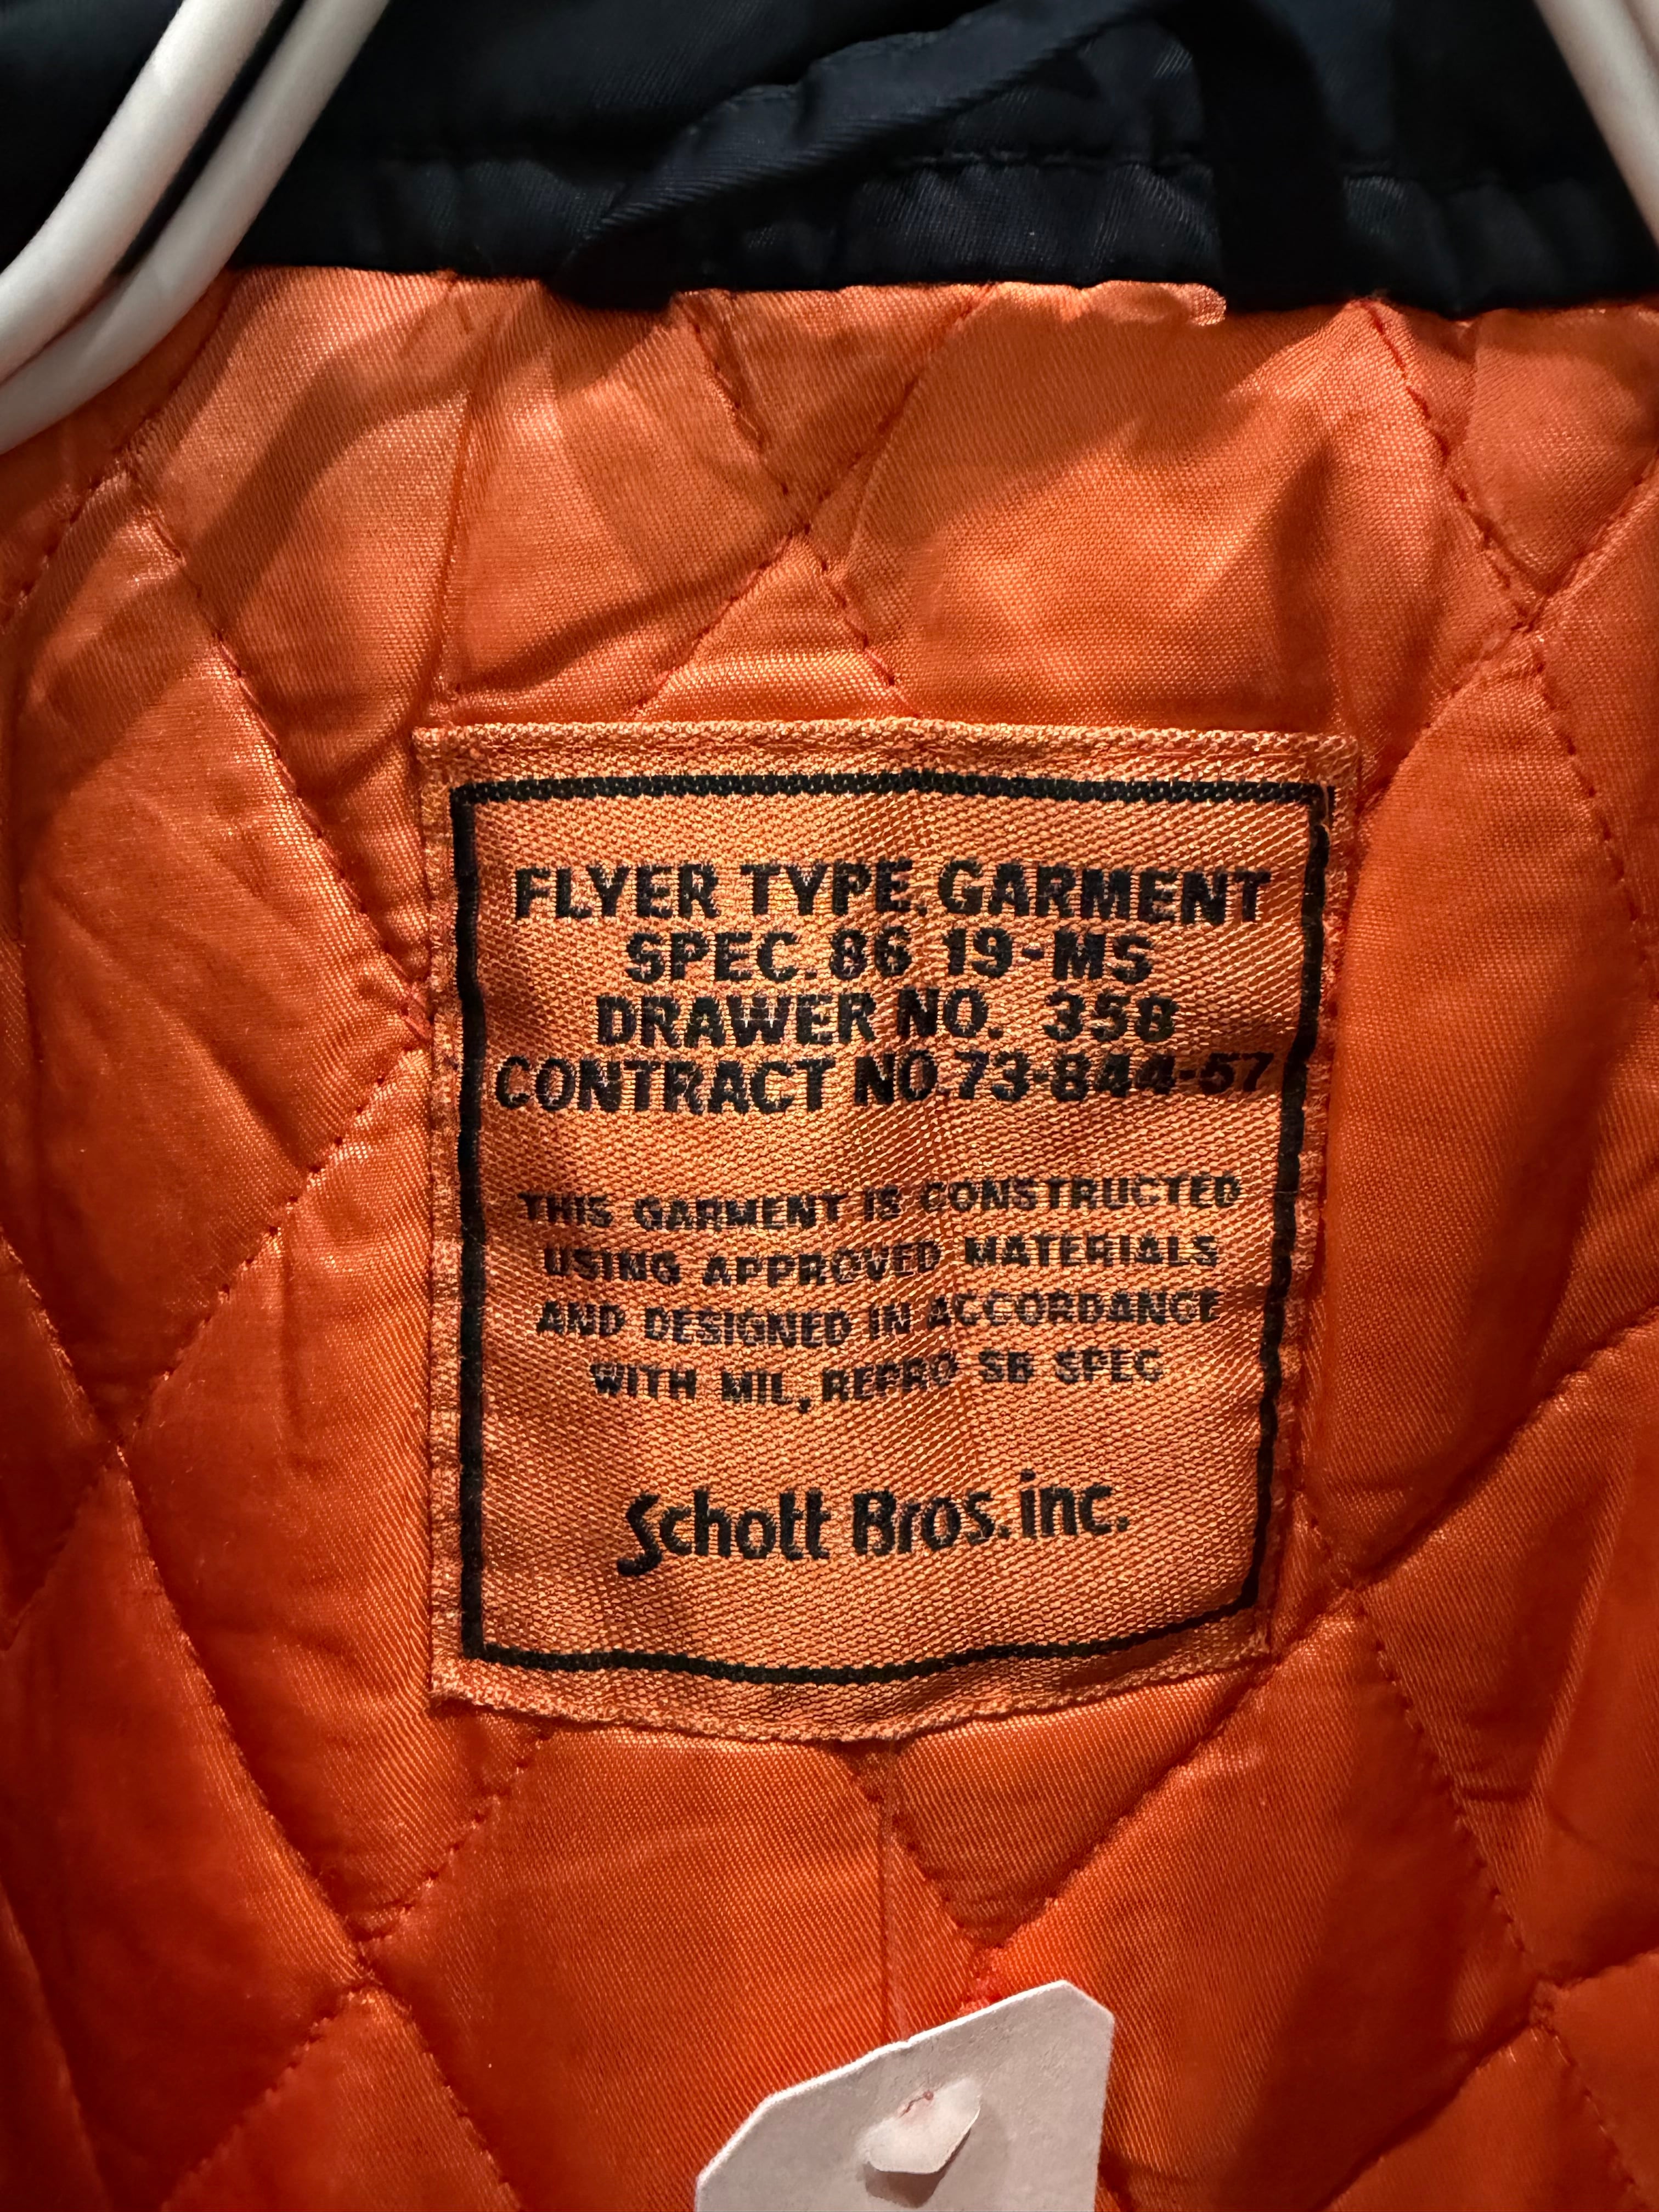 FLYER TYPE, GARMENT
SPEC. 86 19-MS
DRAWER NO. 358
CONTRACT NO. 73-844-57
THIS GARMENT IS CONSTRUCTED
USING APPROVED MATERIALS
AND DESIGNED IN ACCORDANCE
WITH MIL, REPRO SB SPEC
Schott Bros. inc.